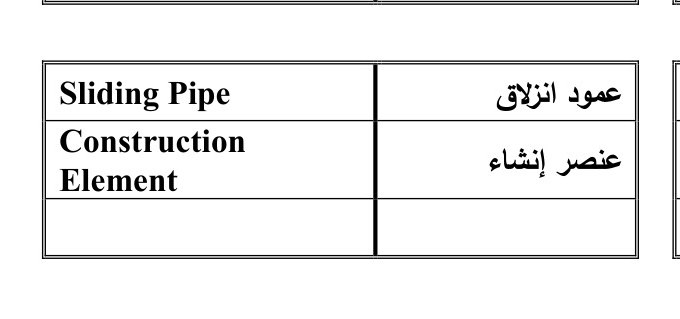 Sliding Pipe
عمود انزلاق
Construction
Element
عنصر إنشاء